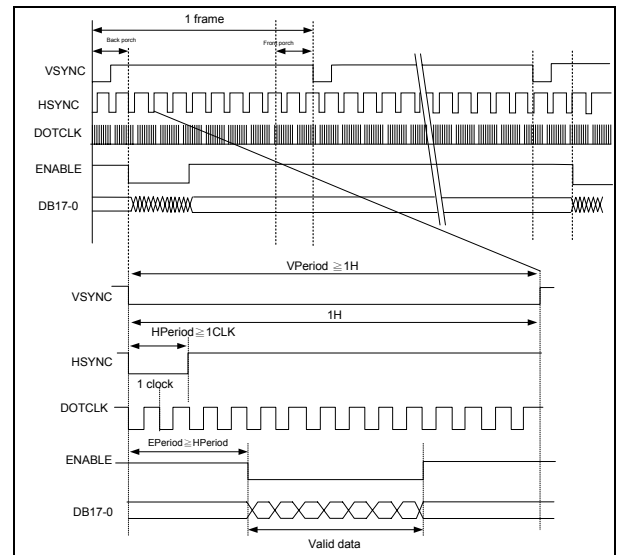 1 frame
Back porch
Front porch
VSYNC
HSYNC
DOTCLK
ENABLE
DB17-0
VPeriod ≧1H
VSYNC
1H
HPeriod≧1CLK
HSYNC
1 clock
DOTCLK
EPeriod≧HPeriod
ENABLE
DB17-0
Valid data